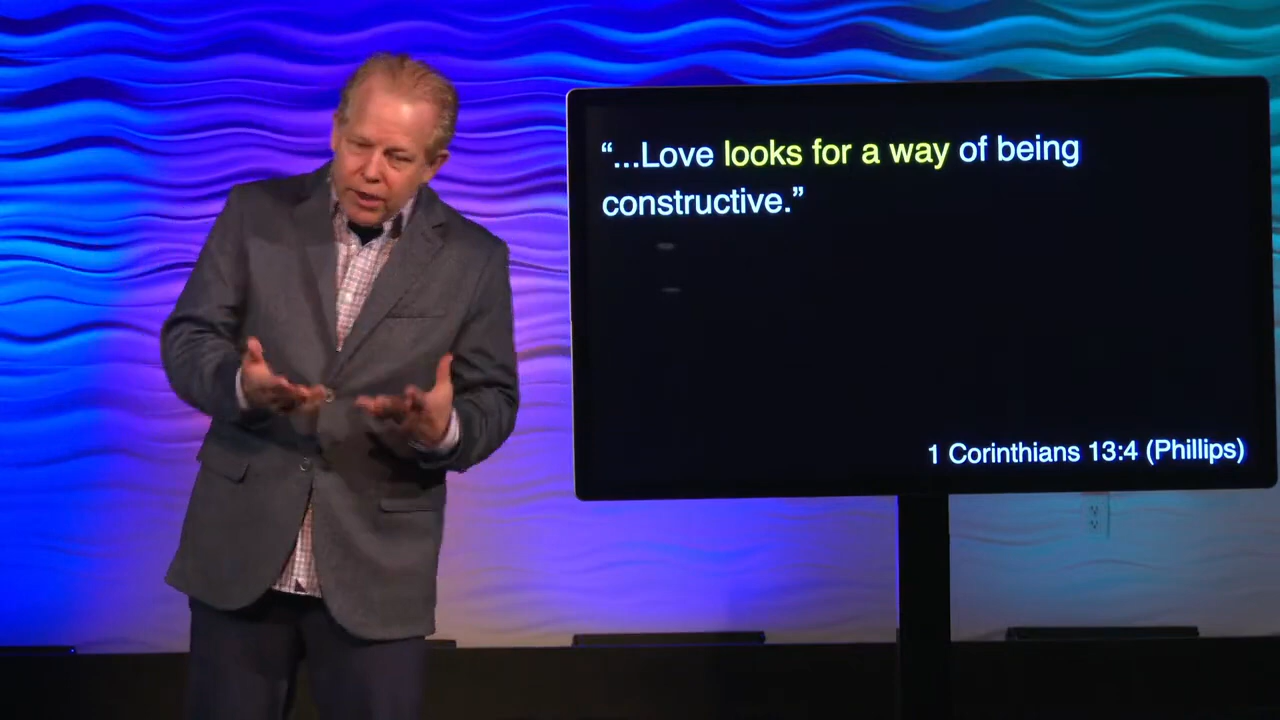 “...Love looks for a way of being
constructive.”
1 Corinthians 13:4 (Phillips)